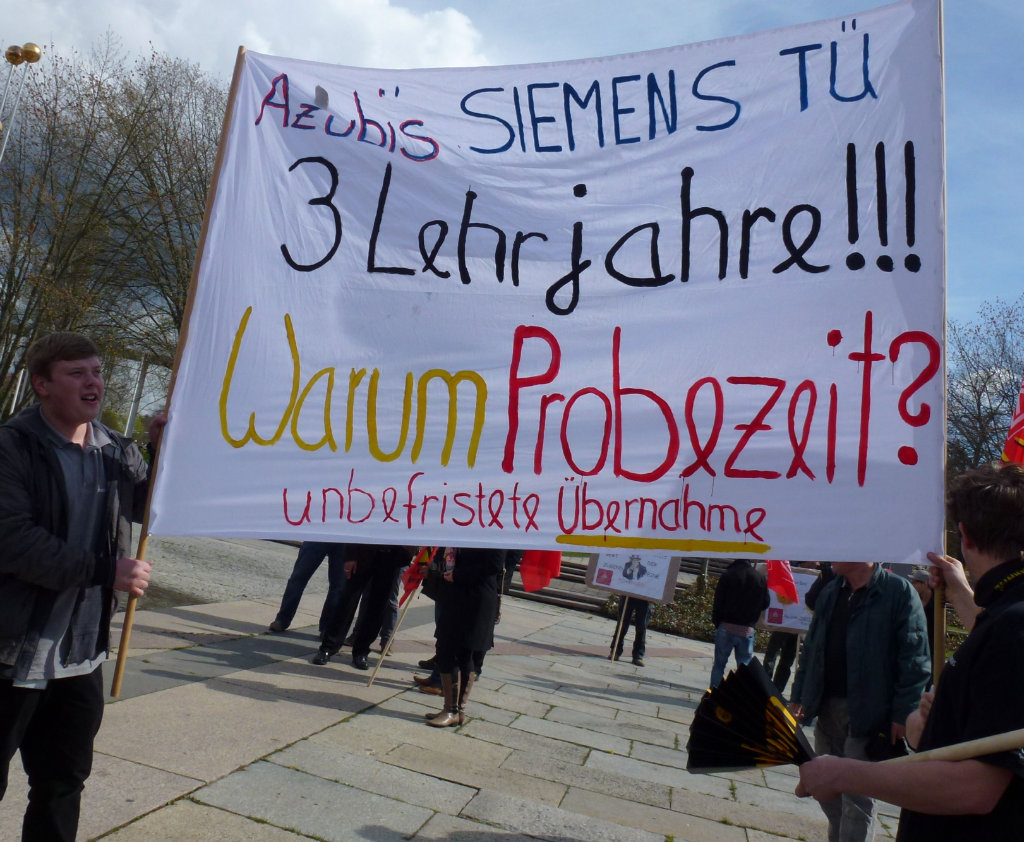 Azubis SIEMENS TÜ
3 Lehrjahre!!!
Warum Probezeit?
unbefristete Übernahme